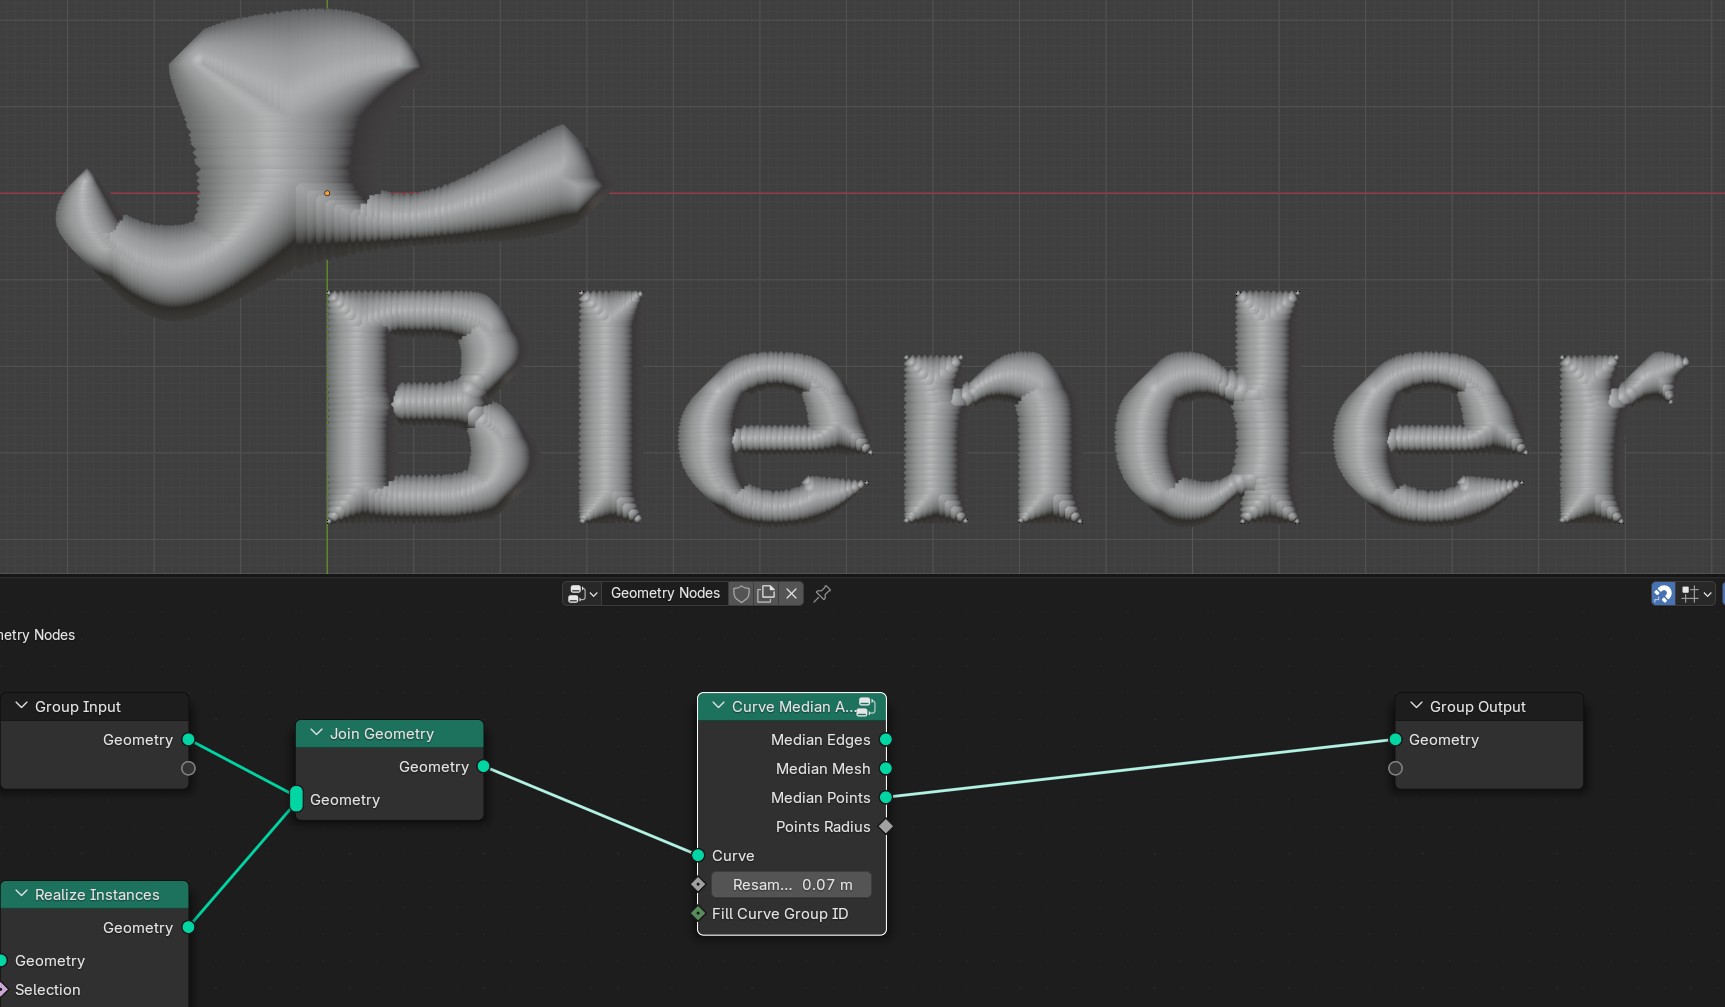 Blender
Geometry Nodes
netry Nodes
Group Input
Geometry
Join Geometry
Geometry
Geometry
Curve Median A...
Median Edges
Median Mesh
Median Points
Points Radius
Curve
Resam... 0.07 m
Fill Curve Group ID
Group Output
Geometry
Realize Instances
Geometry
Geometry
Selection